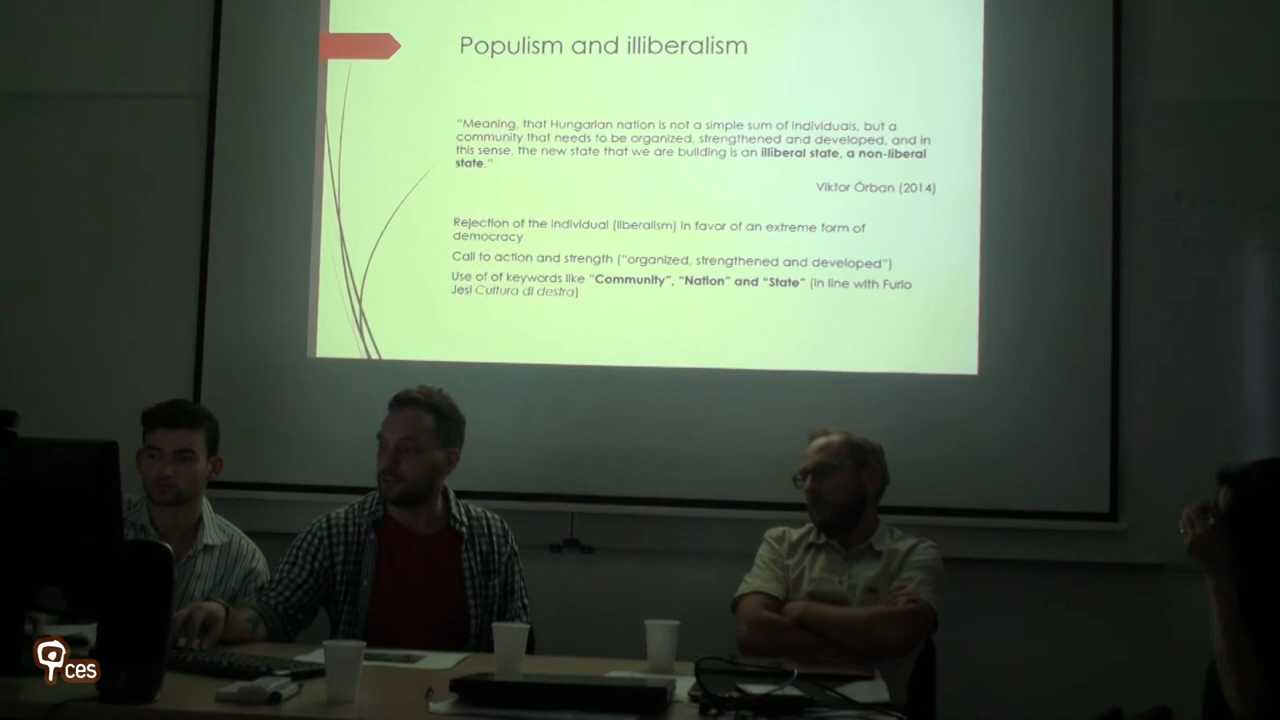 Populism and illiberalism
"Meaning, that Hungarian nation is not a simple sum of individuals, but a
community that needs to be organized, strengthened and developed, and in
this sense, the new state that we are building is an illiberal state, a non-liberal
state."
Viktor Órban (2014)
Rejection of the individual (liberalism) in favor of an extreme form of
democracy
Call to action and strength ("organized, strengthened and developed")
Use of of keywords like "Community", "Nation" and "State" (in line with Furio
Jesi Cultura di destra)
ces